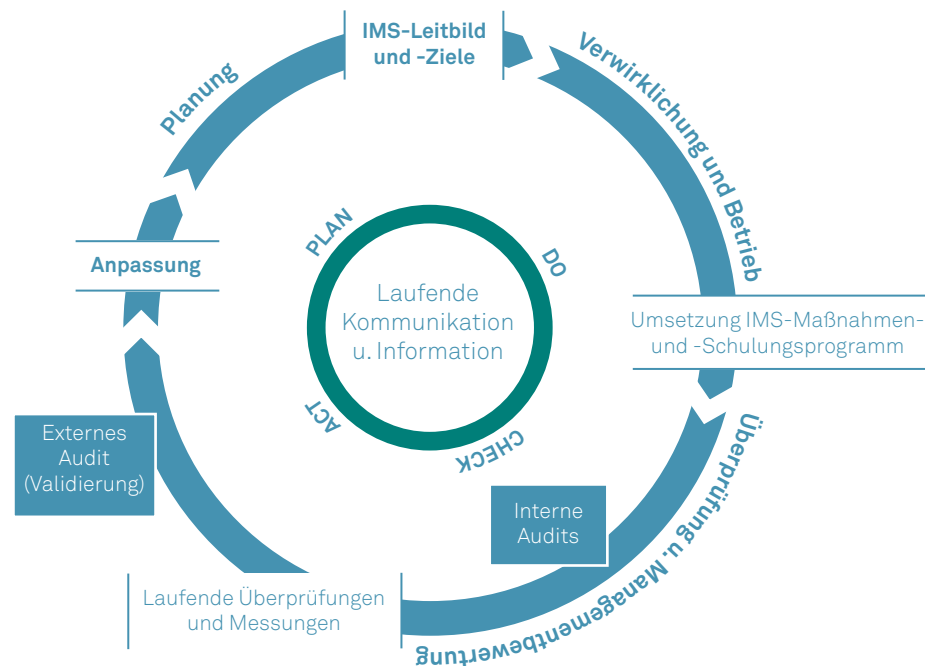 IMS-Leitbild
und -Ziele
Planung
Verwirklichung und Betrieb
PLAN
DO
Anpassung
Laufende
Kommunikation
u. Information
Umsetzung IMS-Maßnahmen-
und -Schulungsprogramm
ACT
CHECK
Externes
Audit
(Validierung)
Interne
Audits
Überprüfung u. Managementbewertung
Laufende Überprüfungen
und Messungen